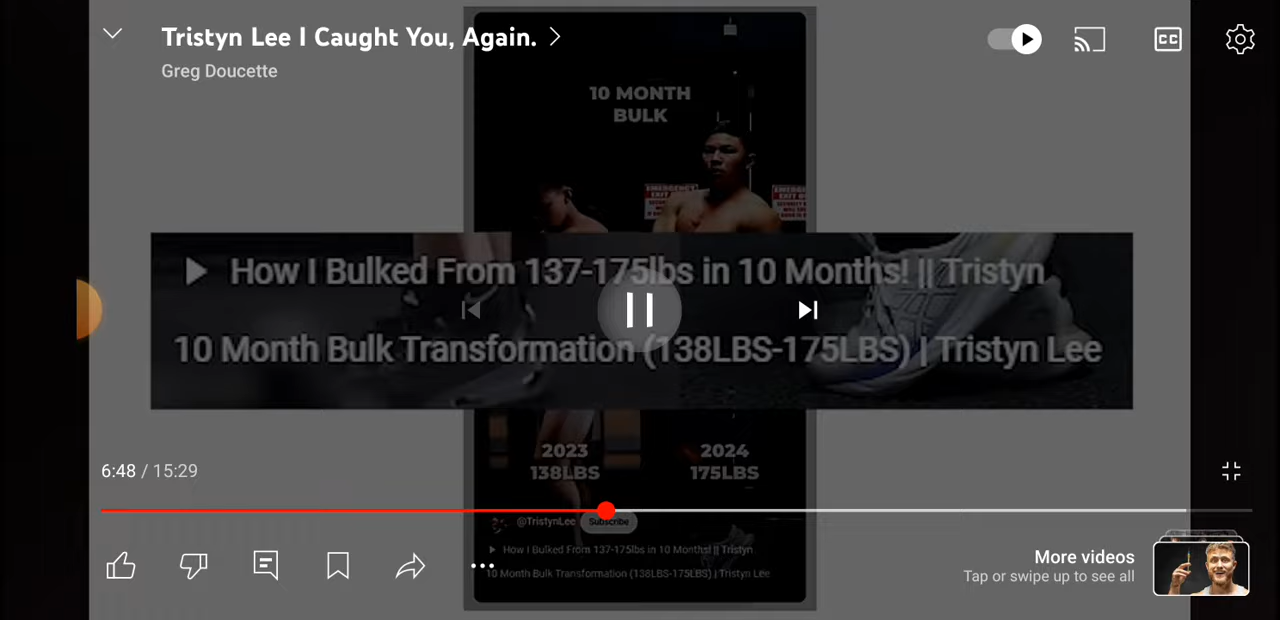 Tristyn Lee I Caught You, Again.
Greg Doucette
CC
10 MONTH
BULK
EMERGENCY
How I Bulked From 137-175lbs in 10 Months! || Tristyn
10 Month Bulk Transformation (138LBS-175LBS) | Tristyn Lee
2023
138LBS
2024
175LBS
6:48 / 15:29
@TristynLee Subscribe
How I Bulked From 137-175lbs in 10 Months! || Tristyn
10 Month Bulk Transformation (138LBS-175LBS) | Tristyn Lee
More videos
Tap or swipe up to see all